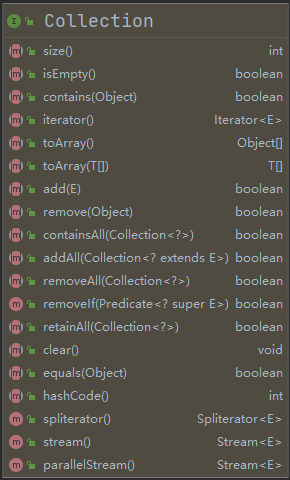 Collection
size() int
isEmpty() boolean
contains(Object) boolean
iterator() Iterator<E>
toArray() Object[]
toArray(T[]) T[]
add(E) boolean
remove(Object) boolean
containsAll(Collection<?>) boolean
addAll(Collection<? extends E>) boolean
removeAll(Collection<?>) boolean
removeIf(Predicate<? super E>) boolean
retainAll(Collection<?>) boolean
clear() void
equals(Object) boolean
hashCode() int
spliterator() Spliterator<E>
stream() Stream<E>
parallelStream() Stream<E>